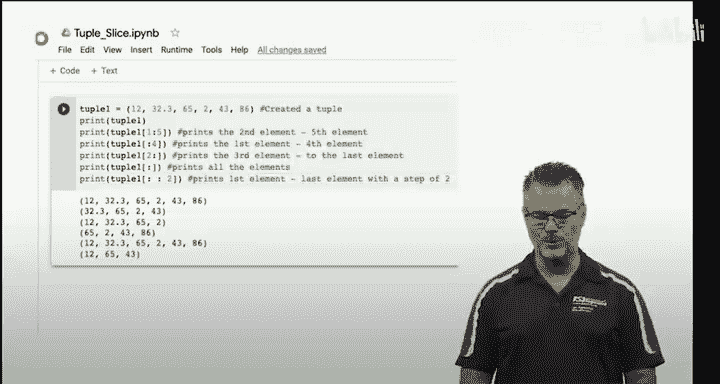 Tuple_Slice.ipynb
File Edit View Insert Runtime Tools Help All changes saved
+ Code + Text
tuple1 = (12, 32.3, 65, 2, 43, 86) #Created a tuple
print(tuple1)
print(tuple1[1:5]) #prints the 2nd element - 5th element
print(tuple1[:4]) #prints the 1st element - 4th element
print(tuple1[2:]) #prints the 3rd element - to the last element
print(tuple1[:]) #prints all the elements
print(tuple1[: : 2]) #prints 1st element - last element with a step of 2
(12, 32.3, 65, 2, 43, 86)
(32.3, 65, 2, 43)
(12, 32.3, 65, 2)
(65, 2, 43, 86)
(12, 32.3, 65, 2, 43, 86)
(12, 65, 43)